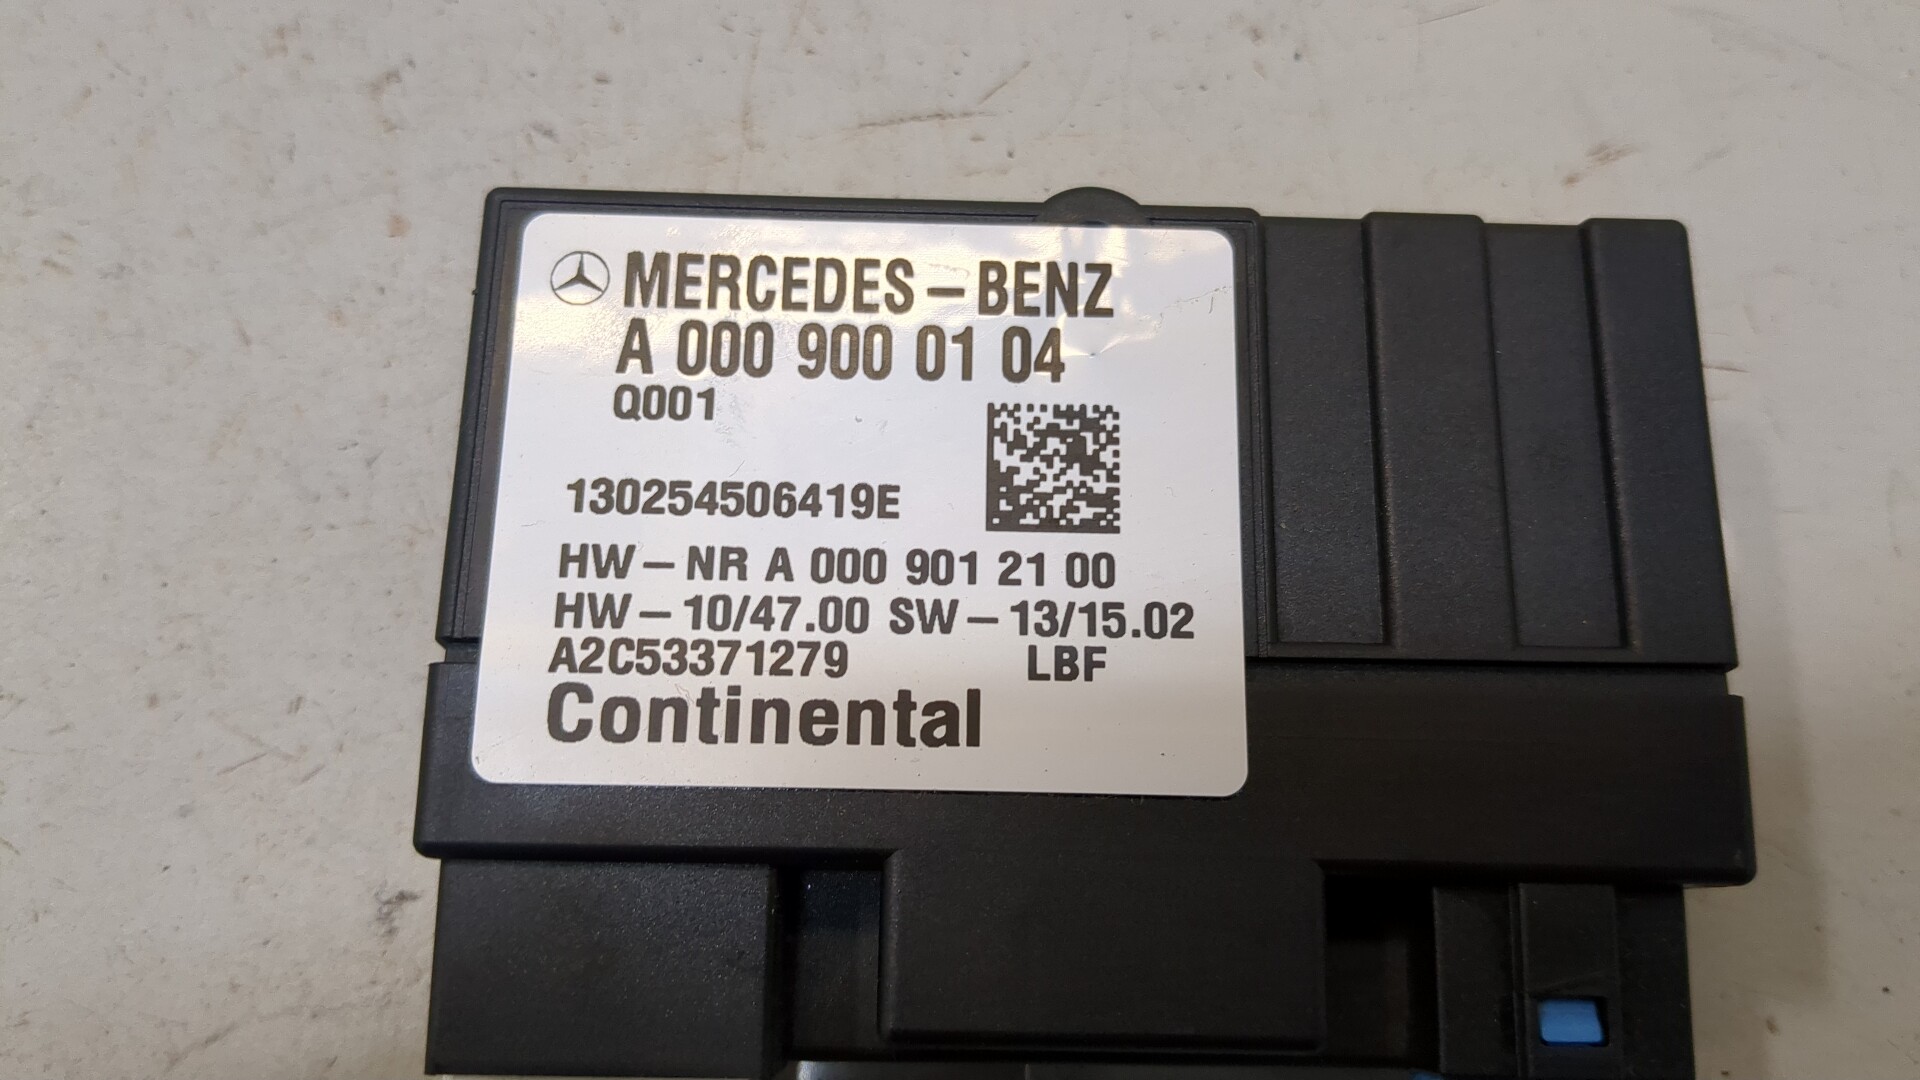 MERCEDES-BENZ
A 000 900 01 04
Q001
130254506419E
HW-NR A 000 901 21 00
HW-10/47.00 SW-13/15.02
A2C53371279 LBF
Continental